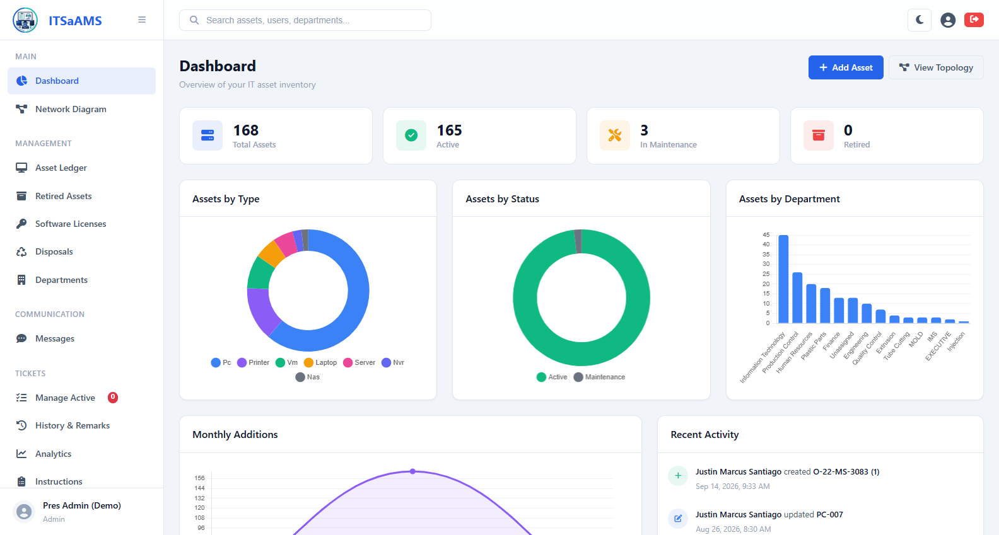 ITSaAMS
Search assets, users, departments...
MAIN
Dashboard
Network Diagram
MANAGEMENT
Asset Ledger
Retired Assets
Software Licenses
Disposals
Departments
COMMUNICATION
Messages
TICKETS
Manage Active 0
History & Remarks
Analytics
Instructions
Pres Admin (Demo)
Admin
Dashboard
Overview of your IT asset inventory
Add Asset
View Topology
168
Total Assets
165
Active
3
In Maintenance
0
Retired
Assets by Type
Pc Printer Vm Laptop Server Nvr
Nas
Assets by Status
Active Maintenance
Assets by Department
45
40
35
30
25
20
15
10
5
0
Information Technology
Production Control
Human Resources
Plastic Parts
Finance
Unassigned
Engineering
Quality Control
Extrusion
Tube Cutting
MOLD
IMS
EXECUTIVE
Injection
Monthly Additions
156
144
132
120
108
96
Recent Activity
Justin Marcus Santiago created O-22-MS-3083 (1)
Sep 14, 2026, 9:33 AM
Justin Marcus Santiago updated PC-007
Aug 26, 2026, 8:30 AM